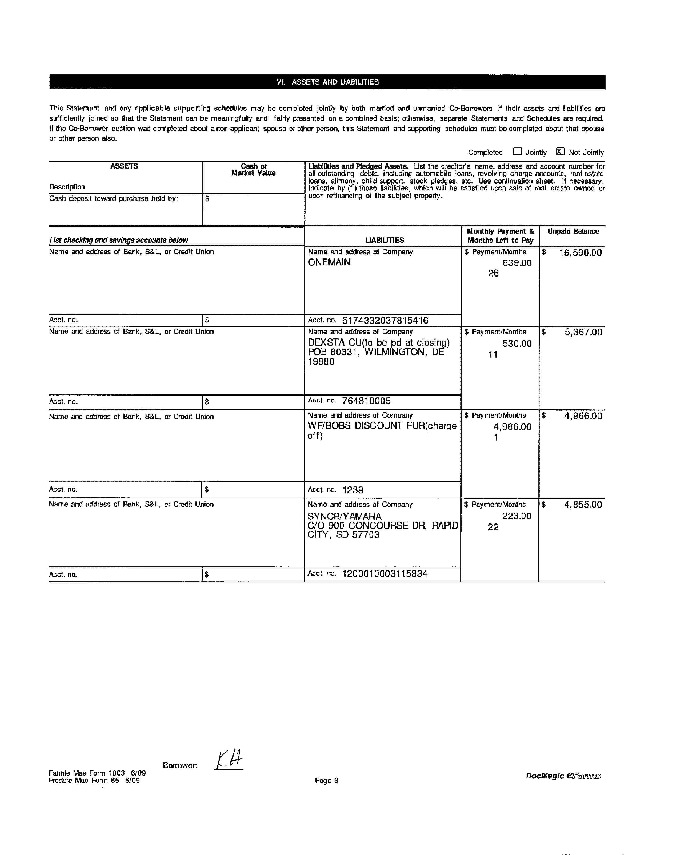 VI. ASSETS AND LIABILITIES
This Statement and any applicable supporting schedules may be completed jointly by both married and unmarried Co-Borrowers if their assets and liabilities are
sufficiently joined so that the Statement can be meaningfully and fairly presented on a combined basis; otherwise, separate Statements and Schedules are required.
If the Co-Borrower section was completed about a non-applicant spouse or other person, this Statement and supporting schedules must be completed about that spouse
or other person also.
Completed Jointly X Not Jointly
ASSETS
Cash or
Market Value
Description
Cash deposit toward purchase held by: $
Liabilities and Pledged Assets. List the creditor's name, address and account number for
all outstanding debts, including automobile loans, revolving charge accounts, real estate
loans, alimony, child support, stock pledges, etc. Use continuation sheet, if necessary.
Indicate by (*) those liabilities, which will be satisfied upon sale of real estate owned or
upon refinancing of the subject property.
List checking and savings accounts below
LIABILITIES
Monthly Payment &
Months Left to Pay
Unpaid Balance
Name and address of Bank, S&L, or Credit Union
Name and address of Company
$ Payment/Months
$ 16,596.00
ONEMAIN
639.00
26
Acct. no. $
Acct. no. 5174332037815416
Name and address of Bank, S&L, or Credit Union
Name and address of Company
$ Payment/Months
$ 5,367.00
DEXSTA CU(to be pd at closing)
530.00
POB 80331, WILMINGTON, DE
11
19880
Acct. no. $
Acct. no. 764810005
Name and address of Bank, S&L, or Credit Union
Name and address of Company
$ Payment/Months
$ 4,966.00
WF/BOBS DISCOUNT FUR(charge
4,966.00
off)
1
Acct. no. $
Acct. no. 1239
Name and address of Bank, S&L, or Credit Union
Name and address of Company
$ Payment/Months
$ 4,855.00
SYNCB/YAMAHA
223.00
C/O 900 CONCOURSE DR, RAPID
22
CITY, SD 57703
Acct. no. $
Acct. no. 1200010003115834
Borrower: KH
Fannie Mae Form 1003 6/09
Freddie Mac Form 65 6/09
Page 3
DocMagic